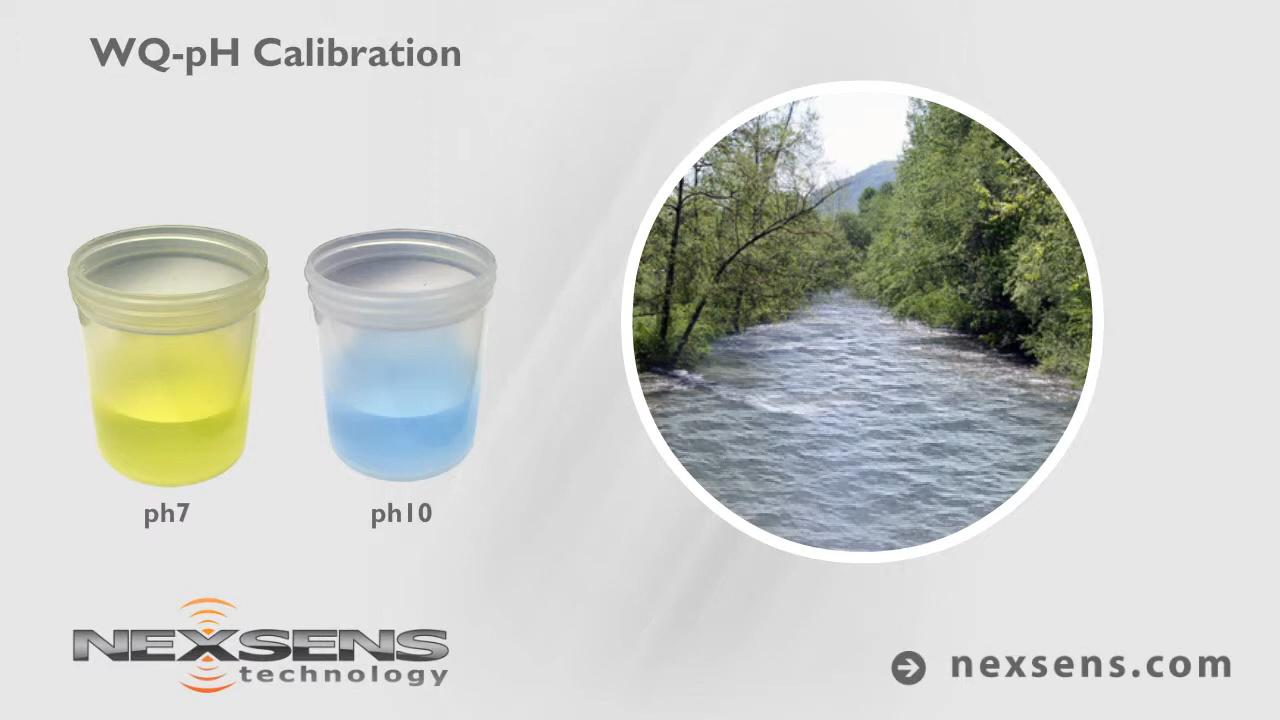 WQ-pH Calibration
ph7
ph10
NEXSENS
technology
nexsens.com